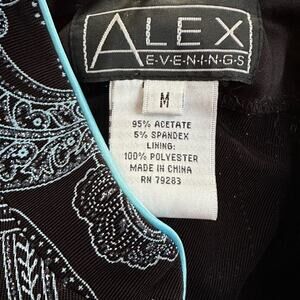 ALEX
EVENINGS
M
95% ACETATE
5% SPANDEX
LINING:
100% POLYESTER
MADE IN CHINA
RN 79283